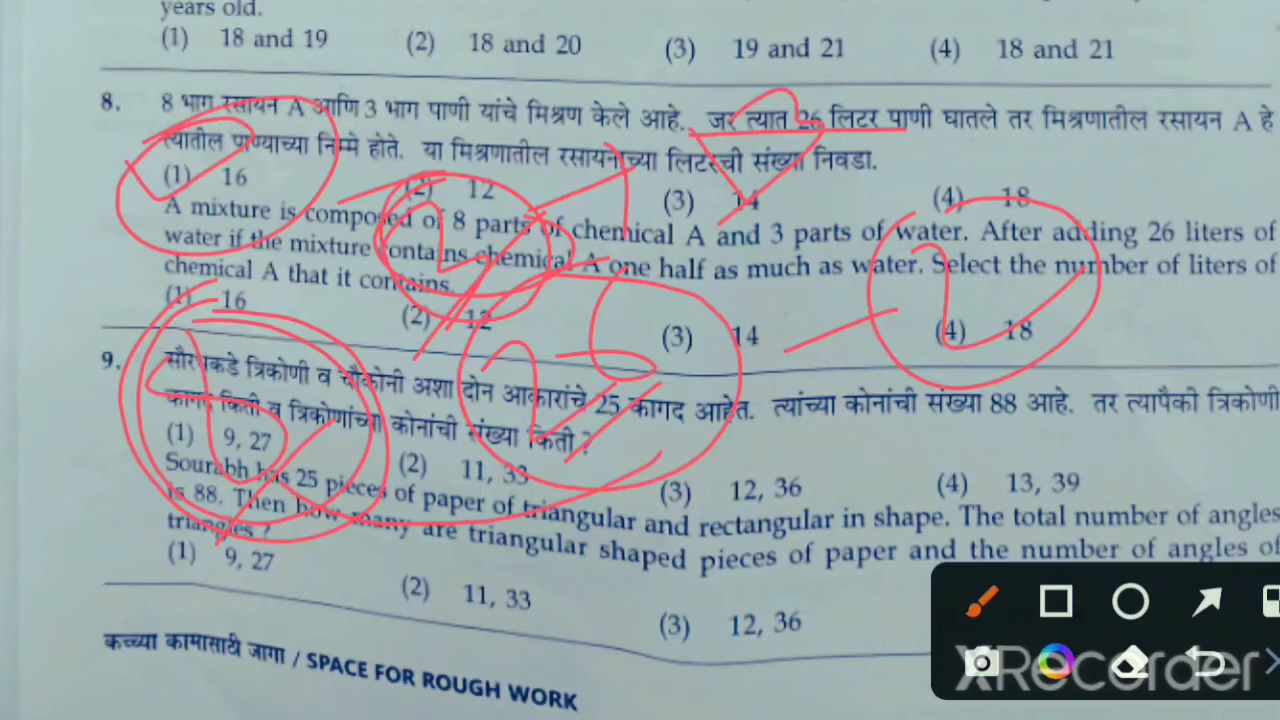 years old.
(1) 18 and 19 (2) 18 and 20 (3) 19 and 21 (4) 18 and 21
8. 8 भाग रसायन A आणि 3 भाग पाणी यांचे मिश्रण केले आहे. जर त्यात 26 लिटर पाणी घातले तर मिश्रणातील रसायन A हे
त्यातील पाण्याच्या निम्मे होते. या मिश्रणातील रसायनाच्या लिटरची संख्या निवडा.
(1) 16 (2) 12 (3) 14 (4) 18
A mixture is composed of 8 parts of chemical A and 3 parts of water. After adding 26 liters of
water if the mixture contains chemical A one half as much as water. Select the number of liters of
chemical A that it contains.
(1) 16 (2) 12 (3) 14 (4) 18
9. सौरभकडे त्रिकोणी व चौकोनी अशा दोन आकारांचे 25 कागद आहेत. त्यांच्या कोनांची संख्या 88 आहे. तर त्यापैकी त्रिकोणी
कागद किती व त्रिकोणांच्या कोनांची संख्या किती ?
(1) 9, 27 (2) 11, 33 (3) 12, 36 (4) 13, 39
Sourabh has 25 pieces of paper of triangular and rectangular in shape. The total number of angles
is 88. Then how many are triangular shaped pieces of paper and the number of angles of
triangles ?
(1) 9, 27 (2) 11, 33 (3) 12, 36
कच्च्या कामासाठी जागा / SPACE FOR ROUGH WORK
XRecorder